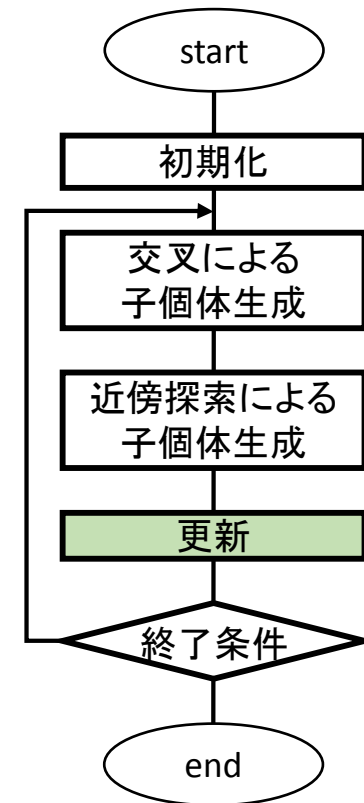 start
初期化
交叉による
子個体生成
近傍探索による
子個体生成
更新
終了条件
end